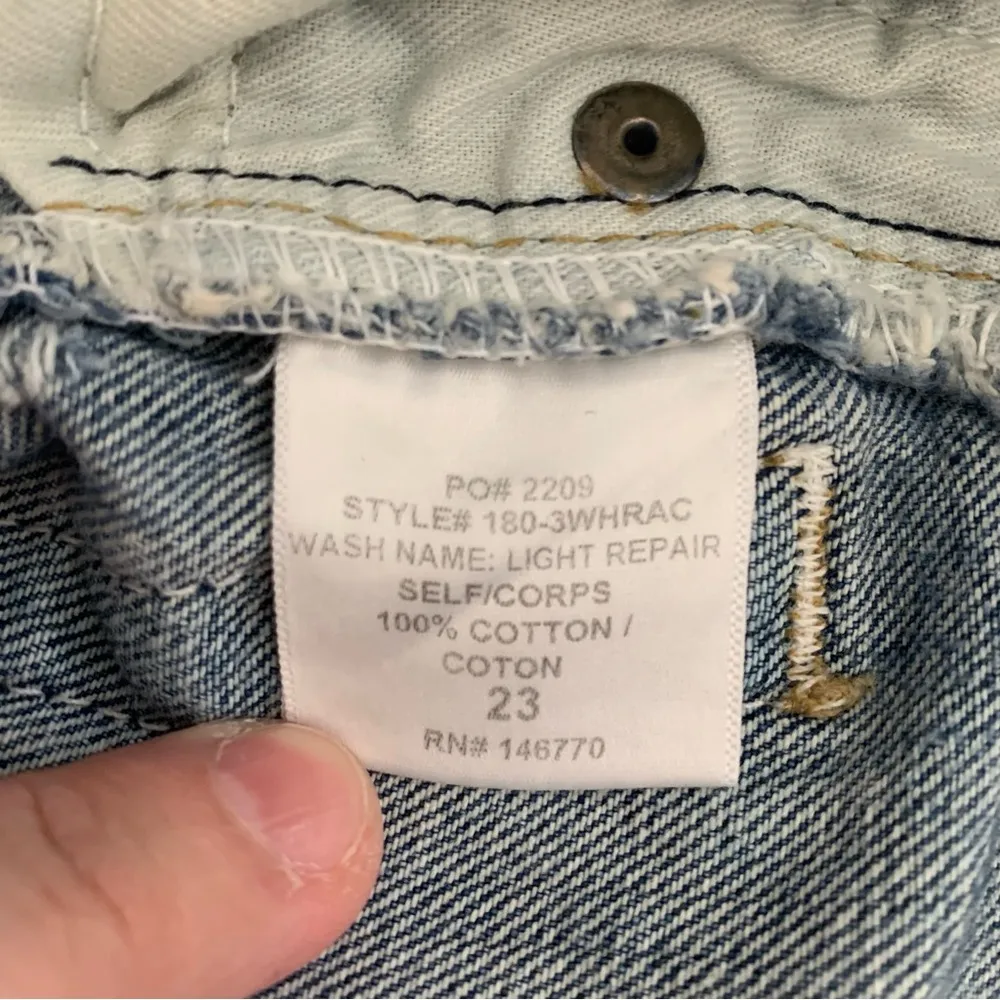 PO# 2209
STYLE# 180-3WHRAC
WASH NAME: LIGHT REPAIR
SELF/CORPS
100% COTTON /
COTON
23
RN# 146770